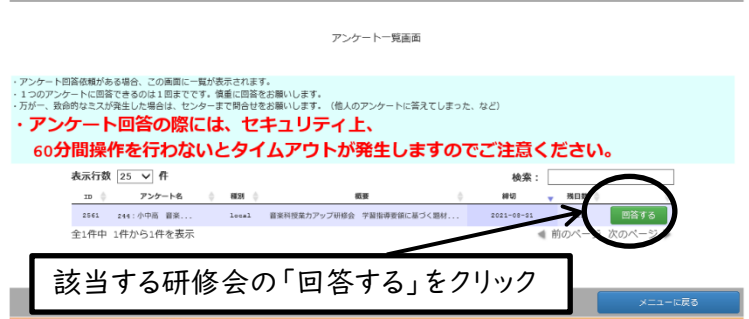 アンケート一覧画面
・アンケート回答依頼がある場合、この画面に一覧が表示されます。
・1つのアンケートに回答できるのは1回までです。慎重に回答をお願いします。
・万が一、致命的なミスが発生した場合は、センターまで問合せをお願いします。（他人のアンケートに答えてしまった、など）
・アンケート回答の際には、セキュリティ上、
60分間操作を行わないとタイムアウトが発生しますのでご注意ください。
表示行数 25 件 検索：
ID アンケート名 種別 概要 締切 残日数
2561 244：小中高 音楽... local 音楽科授業力アップ研修会 学習指導要領に基づく題材... 2021-08-31 回答する
全1件中 1件から1件を表示 前のページ 次のページ
該当する研修会の「回答する」をクリック
メニューに戻る